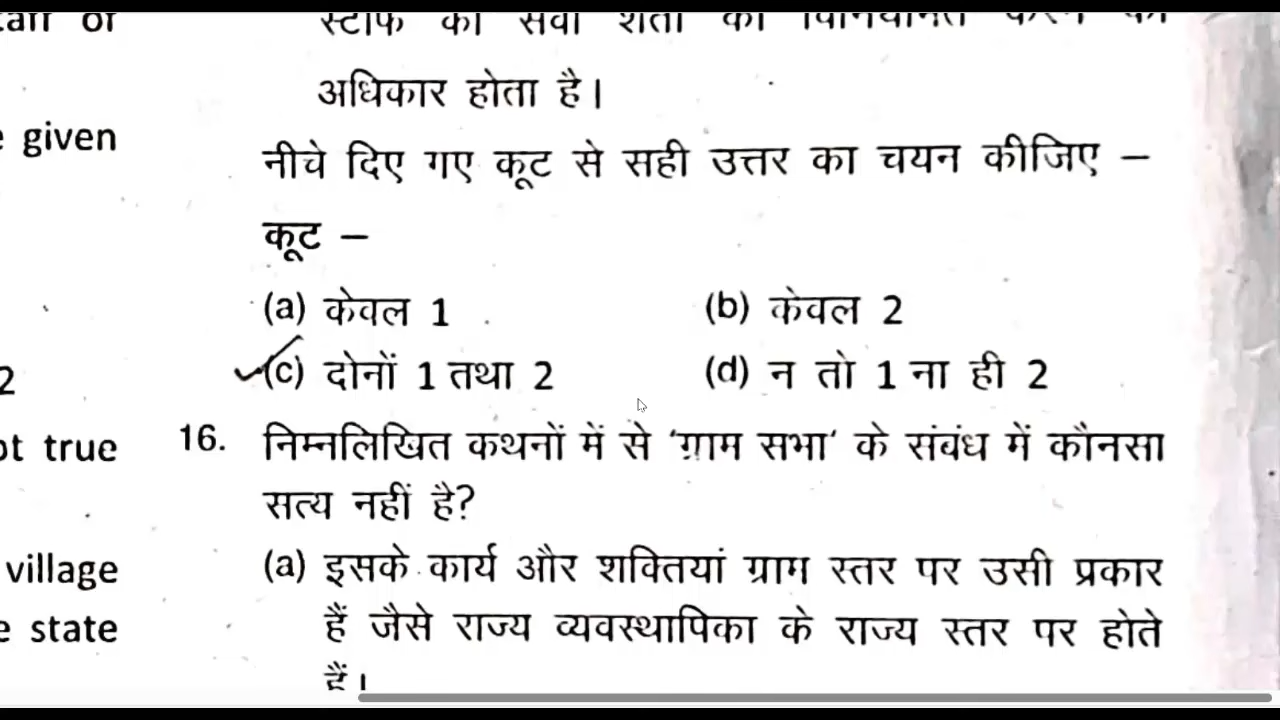 अधिकार होता है।
given
नीचे दिए गए कूट से सही उत्तर का चयन कीजिए –
कूट –
(a) केवल 1
(b) केवल 2
(c) दोनों 1 तथा 2
(d) न तो 1 ना ही 2
2
true
16. निम्नलिखित कथनों में से ‘ग्राम सभा’ के संबंध में कौनसा
सत्य नहीं है?
village
(a) इसके कार्य और शक्तियां ग्राम स्तर पर उसी प्रकार
state
हैं जैसे राज्य व्यवस्थापिका के राज्य स्तर पर होते
हैं।